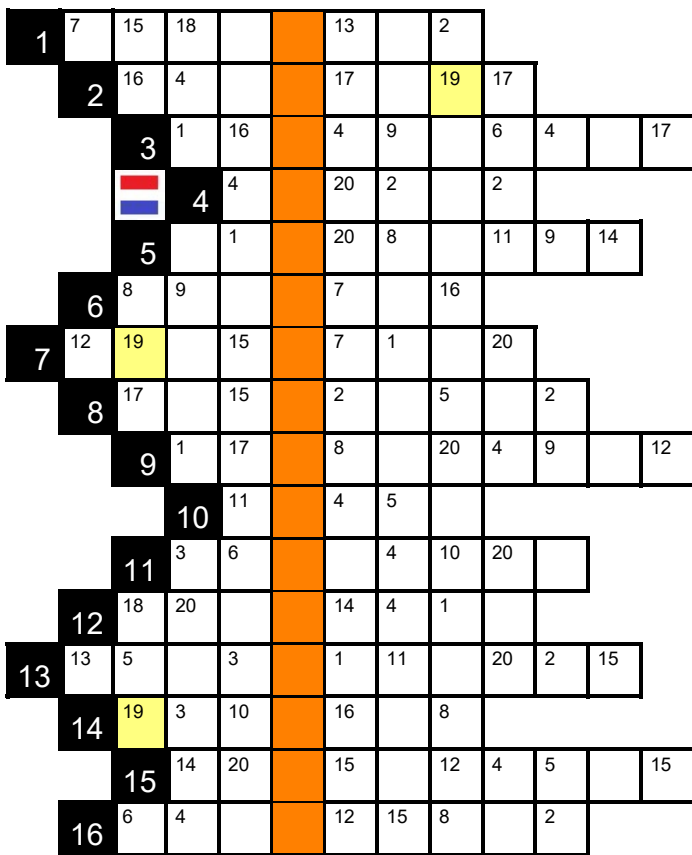 1 7 15 18 13 2
2 16 4 17 19 17
3 1 16 4 9 6 4 17
4 4 20 2 2
5 1 20 8 11 9 14
6 8 9 7 16
7 12 19 15 7 1 20
8 17 15 2 5 2
9 1 17 8 20 4 9 12
10 11 4 5
11 3 6 4 10 20
12 18 20 14 4 1
13 13 5 3 1 11 20 2 15
14 19 3 10 16 8
15 14 20 15 12 4 5 15
16 6 4 12 15 8 2